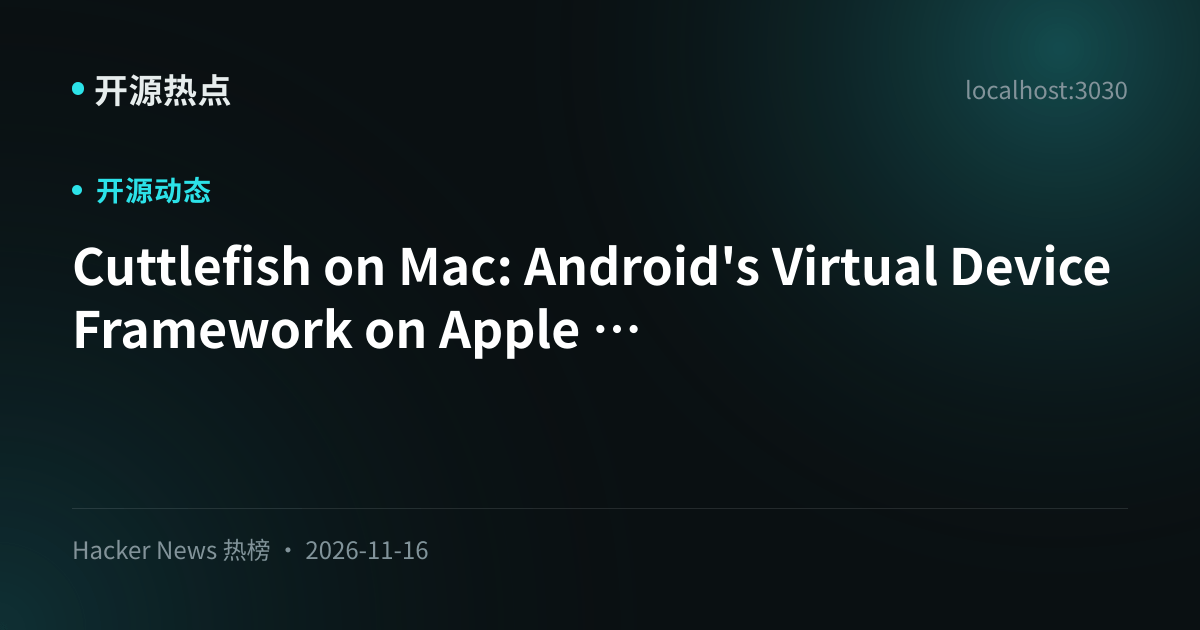 开源热点
localhost:3030
开源动态
Cuttlefish on Mac: Android's Virtual Device
Framework on Apple ⋯
Hacker News 热榜 · 2026-11-16